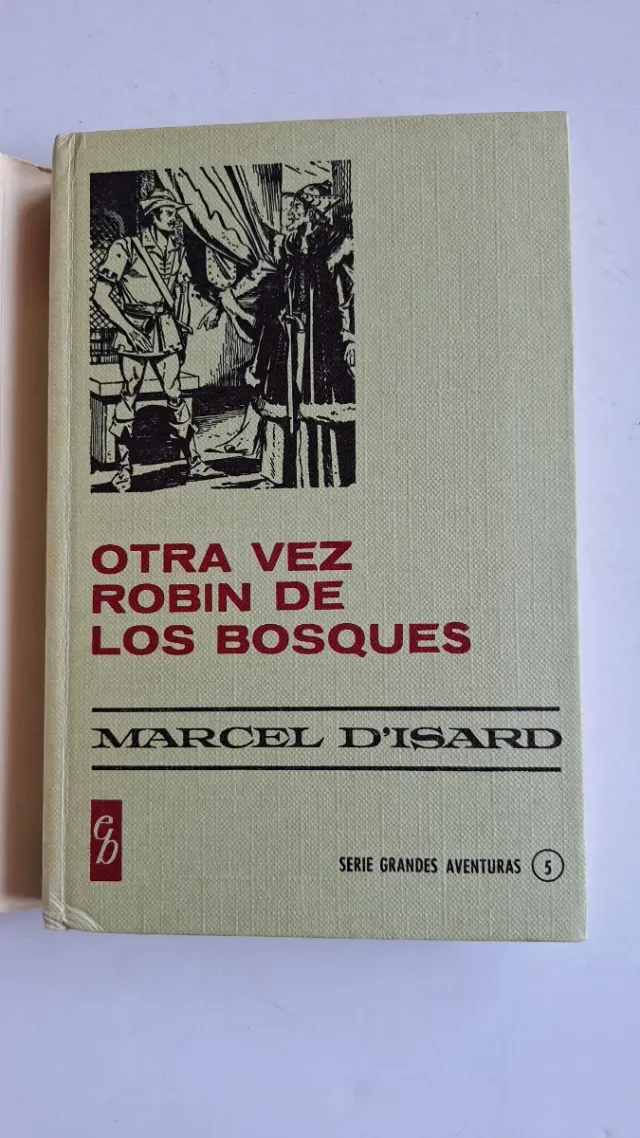 OTRA VEZ
ROBIN DE
LOS BOSQUES
MARCEL D'ISARD
eb
SERIE GRANDES AVENTURAS 5